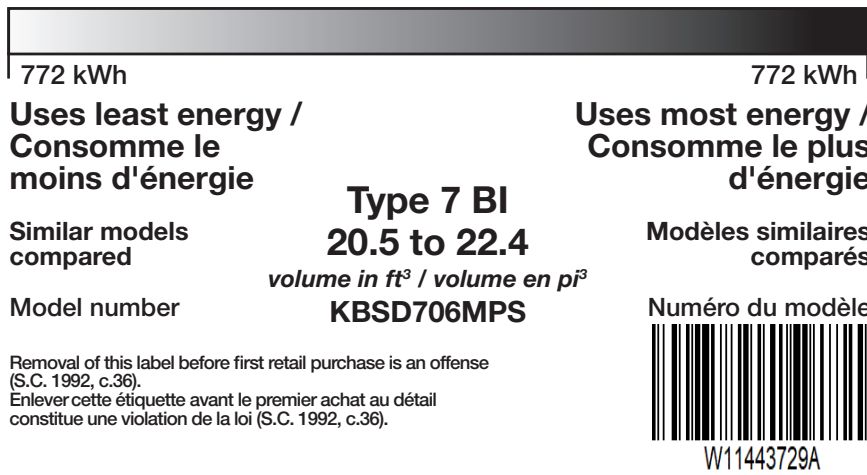 772 kWh
772 kWh
Uses least energy /
Consomme le
moins d'énergie
Uses most energy /
Consomme le plus
d'énergie
Type 7 BI
20.5 to 22.4
volume in ft³ / volume en pi³
Similar models
compared
Modèles similaires
comparés
Model number
KBSD706MPS
Numéro du modèle
Removal of this label before first retail purchase is an offense
(S.C. 1992, c.36).
Enlever cette étiquette avant le premier achat au détail
constitue une violation de la loi (S.C. 1992, c.36).
W11443729A